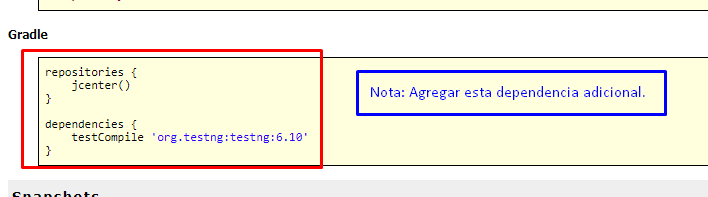 Gradle
repositories {
    jcenter()
}
Nota: Agregar esta dependencia adicional.
dependencies {
    testCompile 'org.testng:testng:6.10'
}
Snapshots